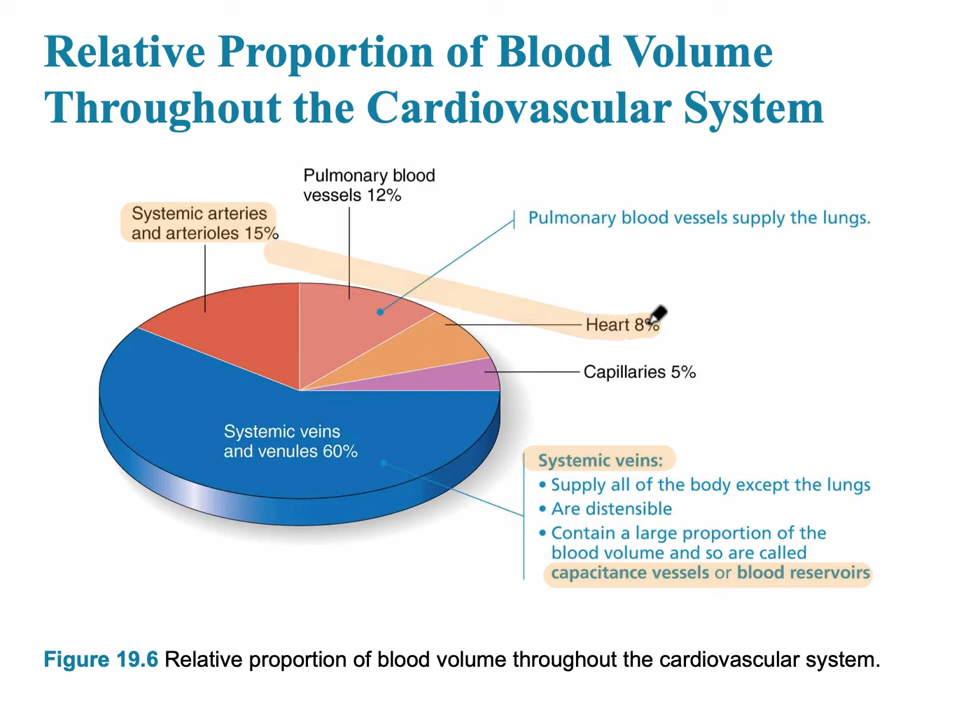 Relative Proportion of Blood Volume
Throughout the Cardiovascular System
Pulmonary blood
vessels 12%
Systemic arteries
and arterioles 15%
Pulmonary blood vessels supply the lungs.
Heart 8%
Capillaries 5%
Systemic veins
and venules 60%
Systemic veins:
• Supply all of the body except the lungs
• Are distensible
• Contain a large proportion of the
blood volume and so are called
capacitance vessels or blood reservoirs
Figure 19.6 Relative proportion of blood volume throughout the cardiovascular system.